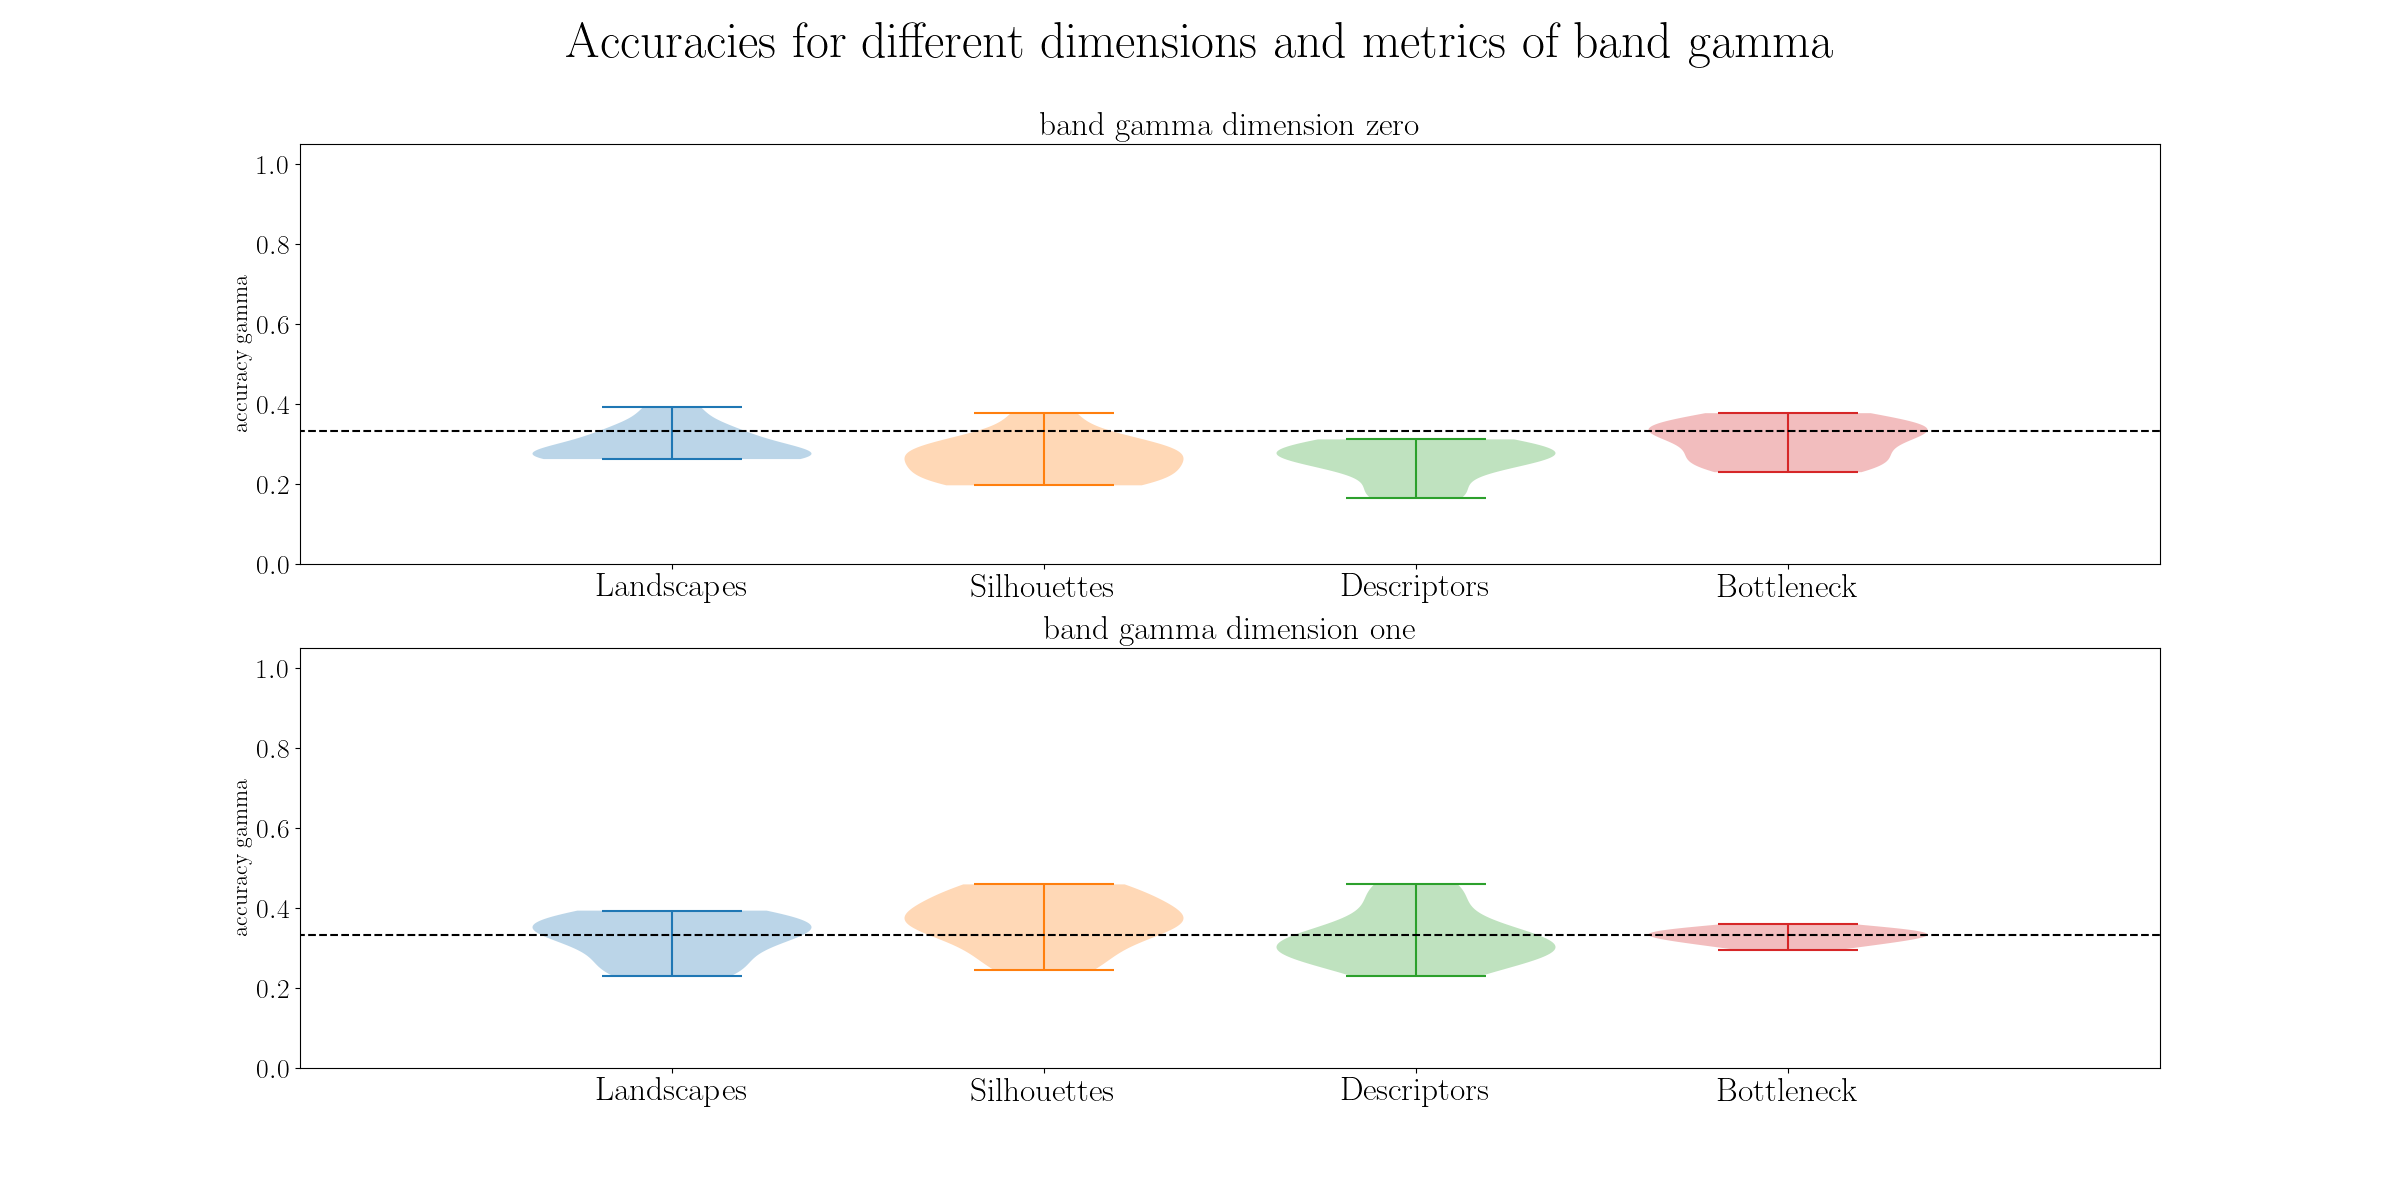 Accuracies for different dimensions and metrics of band gamma
band gamma dimension zero
accuracy gamma
1.0
0.8
0.6
0.4
0.2
0.0
Landscapes Silhouettes Descriptors Bottleneck
band gamma dimension one
accuracy gamma
1.0
0.8
0.6
0.4
0.2
0.0
Landscapes Silhouettes Descriptors Bottleneck